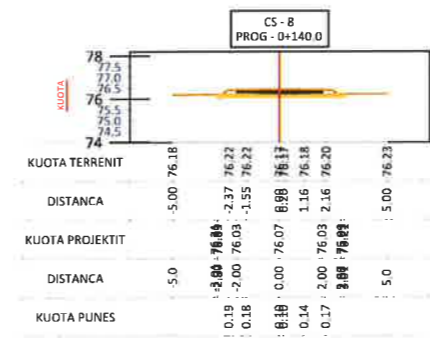 CS - 8
PROG - 0+140.0
78
77.5
77.0
76.5
76
75.5
75.0
74.5
74
KUOTA
KUOTA TERRENIT
-5.00 - 76.18
-2.37 - 76.22
-1.55 - 76.22
76.17
1.16 - 76.18
2.16 - 76.20
5.00 - 76.23
DISTANCA
KUOTA PROJEKTIT
76.03
76.07
76.03
DISTANCA
-5.0
-2.00
0.00
2.00
5.0
KUOTA PUNES
0.19
0.18
0.14
0.17